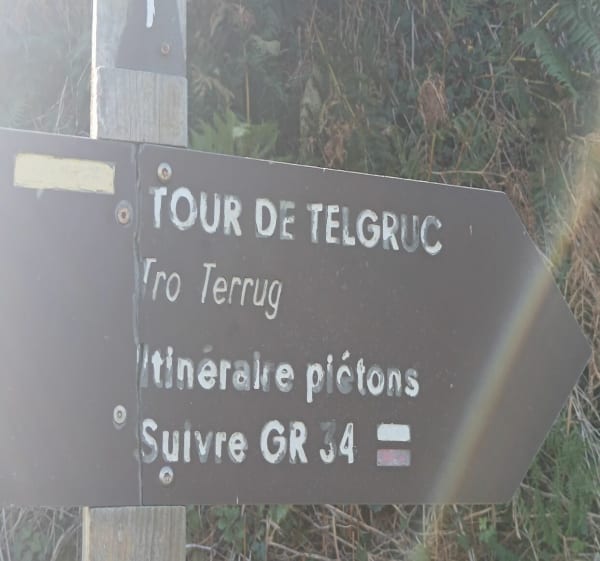 TOUR DE TELGRUC
Tro Terrug
Itinéraire piétons
Suivre GR 34